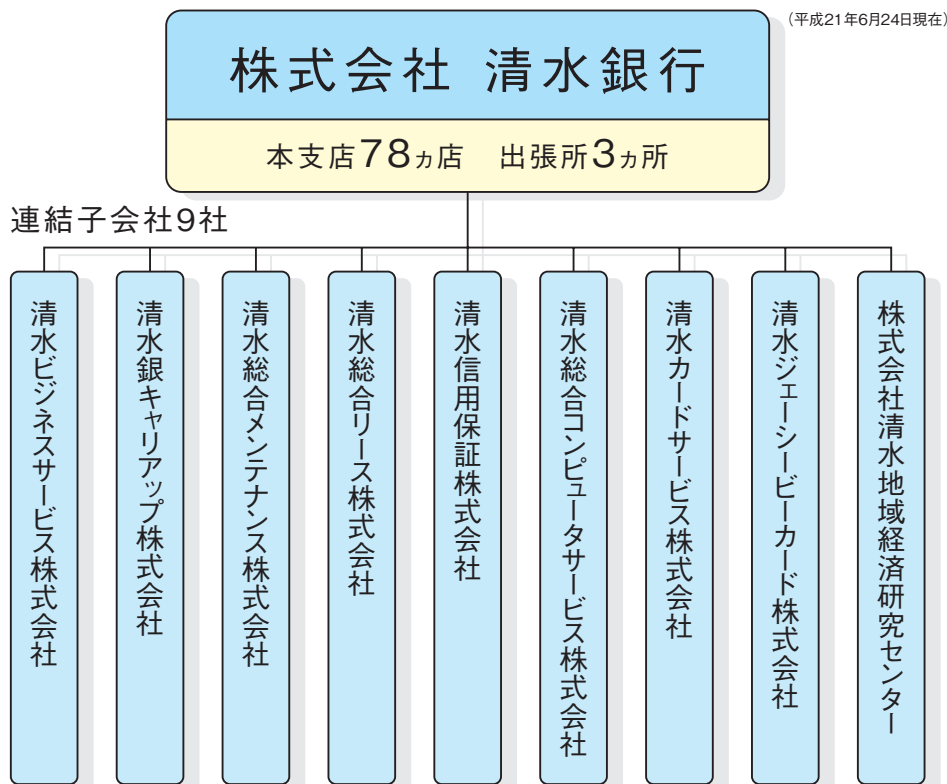 (平成21年6月24日現在)
株式会社 清水銀行
本支店78ヵ店 出張所3ヵ所
連結子会社9社
清水ビジネスサービス株式会社
清水銀キャリアップ株式会社
清水総合メンテナンス株式会社
清水総合リース株式会社
清水信用保証株式会社
清水総合コンピュータサービス株式会社
清水カードサービス株式会社
清水ジェーシービーカード株式会社
株式会社清水地域経済研究センター